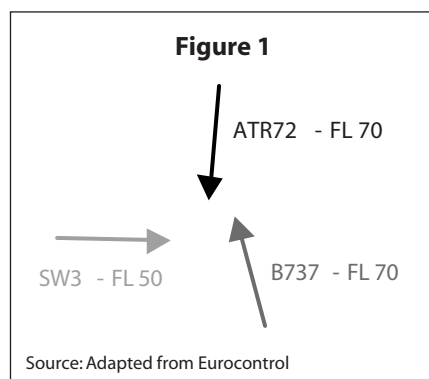 Figure 1
ATR72 - FL 70
SW3 - FL 50
B737 - FL 70
Source: Adapted from Eurocontrol